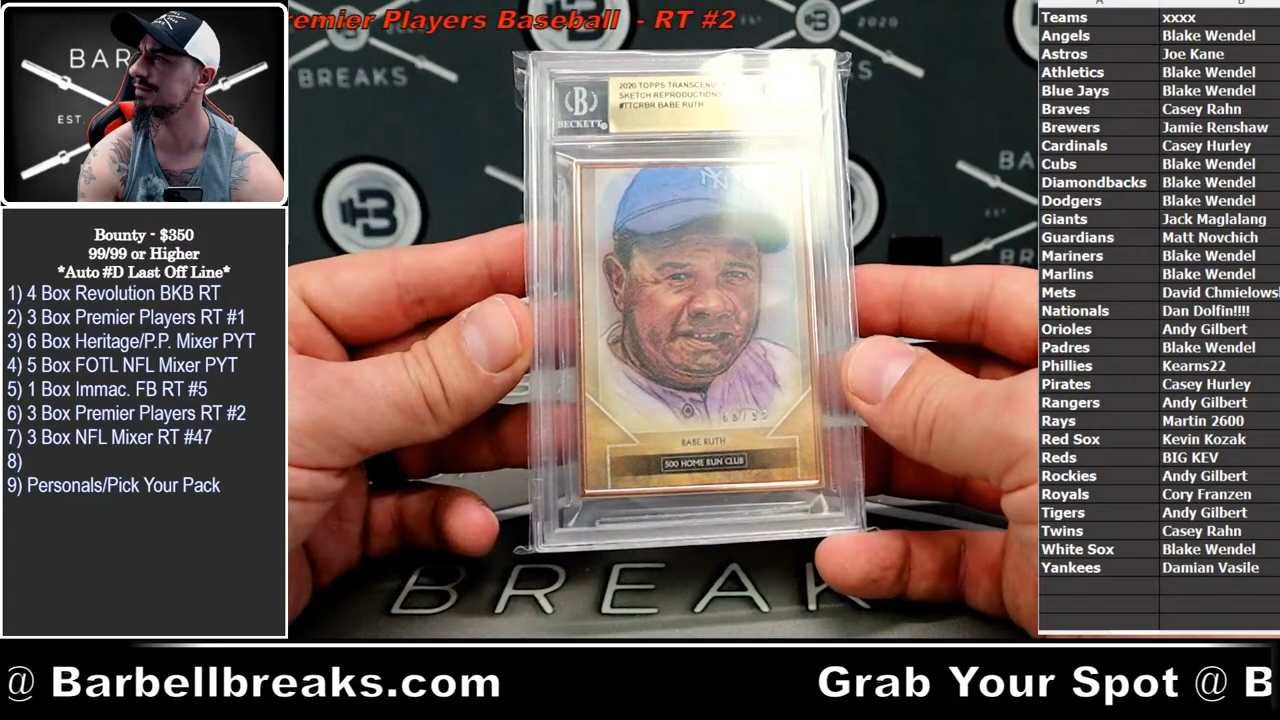 remier Players Baseball - RT #2
BREAKS
2020
BAR
EST.
Bounty - $350
99/99 or Higher
*Auto #D Last Off Line*
1) 4 Box Revolution BKB RT
2) 3 Box Premier Players RT #1
3) 6 Box Heritage/P.P. Mixer PYT
4) 5 Box FOTL NFL Mixer PYT
5) 1 Box Immac. FB RT #5
6) 3 Box Premier Players RT #2
7) 3 Box NFL Mixer RT #47
8)
9) Personals/Pick Your Pack
BECKETT
2020 TOPPS TRANSCEND
SKETCH REPRODUCTIONS
#TTCRBR BABE RUTH
NY
BABE RUTH
500 HOME RUN CLUB
BREAK
A B
Teams xxxx
Angels Blake Wendel
Astros Joe Kane
Athletics Blake Wendel
Blue Jays Blake Wendel
Braves Casey Rahn
Brewers Jamie Renshaw
Cardinals Casey Hurley
Cubs Blake Wendel
Diamondbacks Blake Wendel
Dodgers Blake Wendel
Giants Jack Maglalang
Guardians Matt Novchich
Mariners Blake Wendel
Marlins Blake Wendel
Mets David Chmielows
Nationals Dan Dolfin!!!!
Orioles Andy Gilbert
Padres Blake Wendel
Phillies Kearns22
Pirates Casey Hurley
Rangers Andy Gilbert
Rays Martin 2600
Red Sox Kevin Kozak
Reds BIG KEV
Rockies Andy Gilbert
Royals Cory Franzen
Tigers Andy Gilbert
Twins Casey Rahn
White Sox Blake Wendel
Yankees Damian Vasile
@ Barbellbreaks.com Grab Your Spot @ B